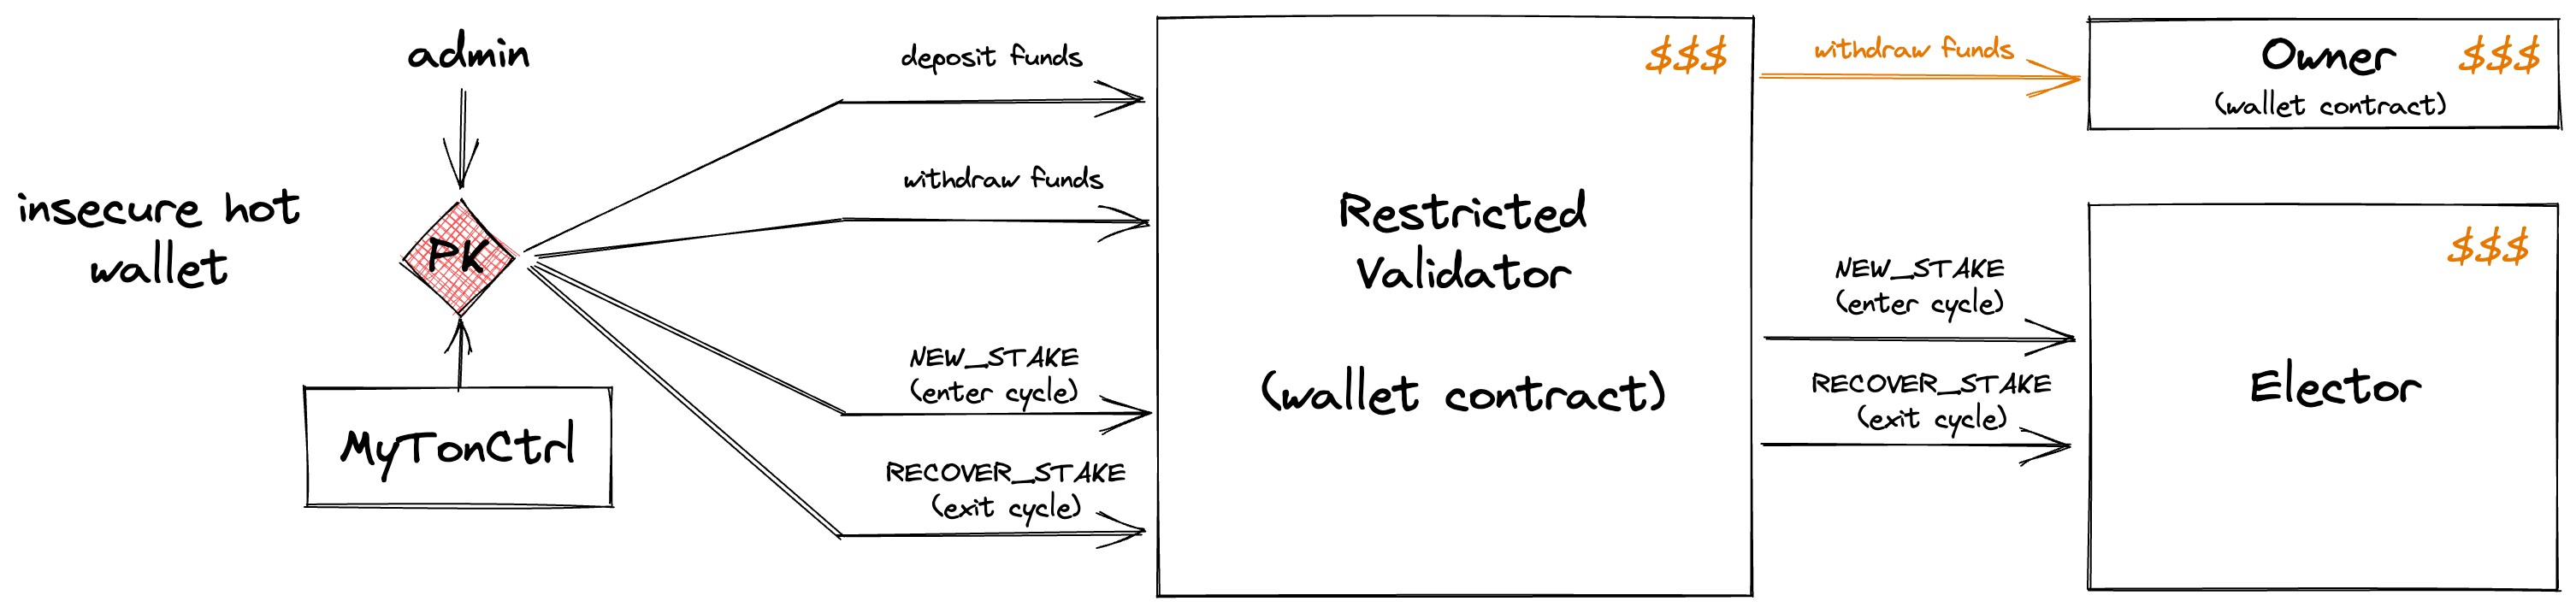 admin
insecure hot
wallet
PK
MyTonCtrl
deposit funds
withdraw funds
NEW_STAKE
(enter cycle)
RECOVER_STAKE
(exit cycle)
$$$
Restricted
Validator
(wallet contract)
withdraw funds
NEW_STAKE
(enter cycle)
RECOVER_STAKE
(exit cycle)
Owner $$$
(wallet contract)
$$$
Elector